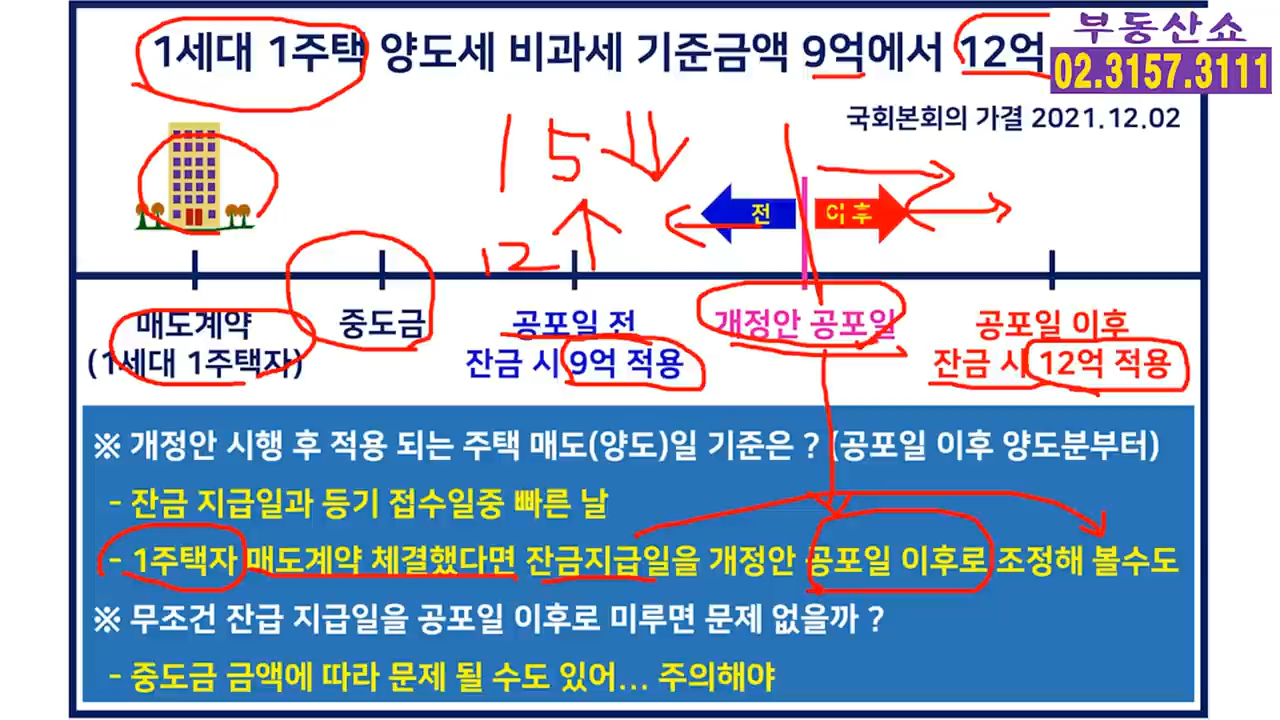 1세대 1주택 양도세 비과세 기준금액 9억에서 12억
부동산쇼
02.3157.3111
국회본회의 가결 2021.12.02
15
12
전
이후
매도계약
(1세대 1주택자)
중도금
공포일 전
잔금 시 9억 적용
개정안 공포일
공포일 이후
잔금 시 12억 적용
※ 개정안 시행 후 적용 되는 주택 매도(양도)일 기준은 ? (공포일 이후 양도분부터)
- 잔금 지급일과 등기 접수일중 빠른 날
- 1주택자 매도계약 체결했다면 잔금지급일을 개정안 공포일 이후로 조정해 볼수도
※ 무조건 잔급 지급일을 공포일 이후로 미루면 문제 없을까 ?
- 중도금 금액에 따라 문제 될 수도 있어... 주의해야